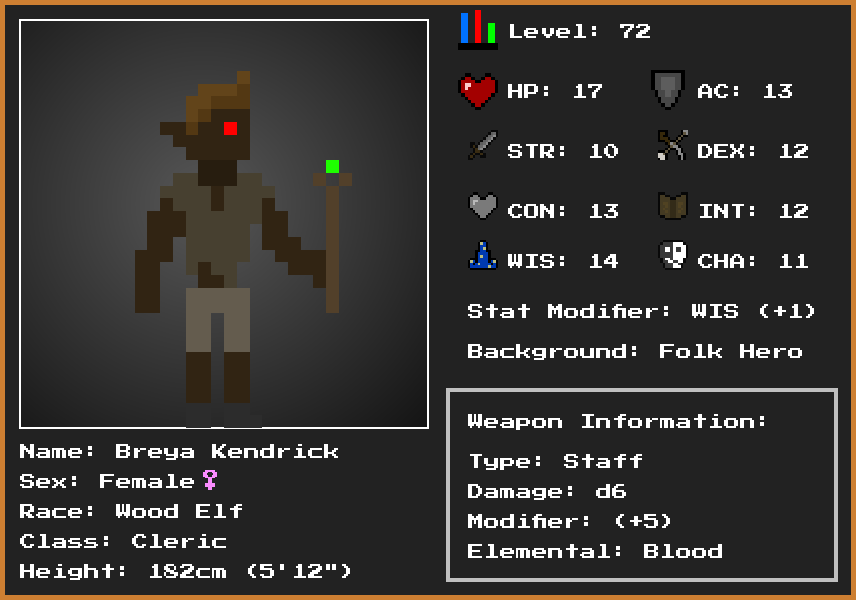 Level: 72
HP: 17
AC: 13
STR: 10
DEX: 12
CON: 13
INT: 12
WIS: 14
CHA: 11
Stat Modifier: WIS (+1)
Background: Folk Hero
Weapon Information:
Type: Staff
Damage: d6
Modifier: (+5)
Elemental: Blood
Name: Breya Kendrick
Sex: Female♀
Race: Wood Elf
Class: Cleric
Height: 182cm (5'12")